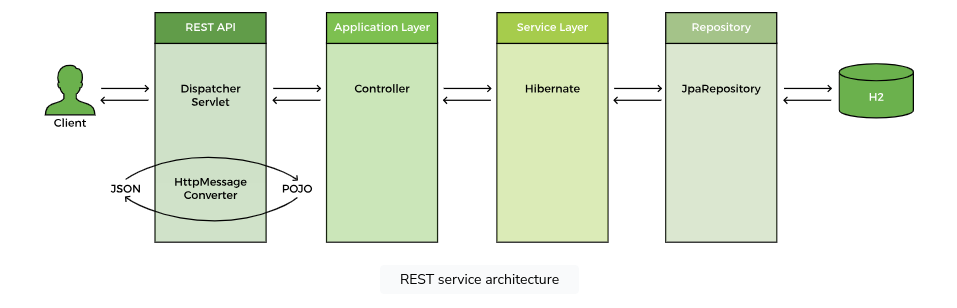 REST API
Application Layer
Service Layer
Repository
Client
Dispatcher
Servlet
Controller
Hibernate
JpaRepository
H2
JSON
HttpMessage
Converter
POJO
REST service architecture